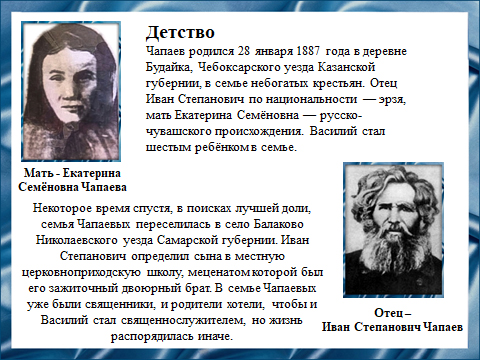 Детство
Чапаев родился 28 января 1887 года в деревне
Будайка, Чебоксарского уезда Казанской
губернии, в семье небогатых крестьян. Отец
Иван Степанович по национальности — эрзя,
мать Екатерина Семёновна — русско-
чувашского происхождения. Василий стал
шестым ребёнком в семье.
Мать - Екатерина
Семёновна Чапаева
Некоторое время спустя, в поисках лучшей доли,
семья Чапаевых переселилась в село Балаково
Николаевского уезда Самарской губернии. Иван
Степанович определил сына в местную
церковноприходскую школу, меценатом которой был
его зажиточный двоюрный брат. В семье Чапаевых
уже были священники, и родители хотели, чтобы и
Василий стал священнослужителем, но жизнь
распорядилась иначе.
Отец –
Иван Степанович Чапаев